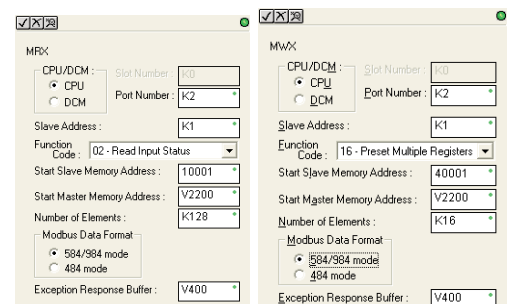 MRX
CPU/DCM :
CPU
DCM
Slot Number : K0
Port Number : K2
Slave Address : K1
Function Code : 02 - Read Input Status
Start Slave Memory Address : 10001
Start Master Memory Address : V2200
Number of Elements : K128
Modbus Data Format
584/984 mode
484 mode
Exception Response Buffer : V400
MWX
CPU/DCM :
CPU
DCM
Slot Number : K0
Port Number : K2
Slave Address : K1
Function Code : 16 - Preset Multiple Registers
Start Slave Memory Address : 40001
Start Master Memory Address : V2200
Number of Elements : K16
Modbus Data Format
584/984 mode
484 mode
Exception Response Buffer : V400